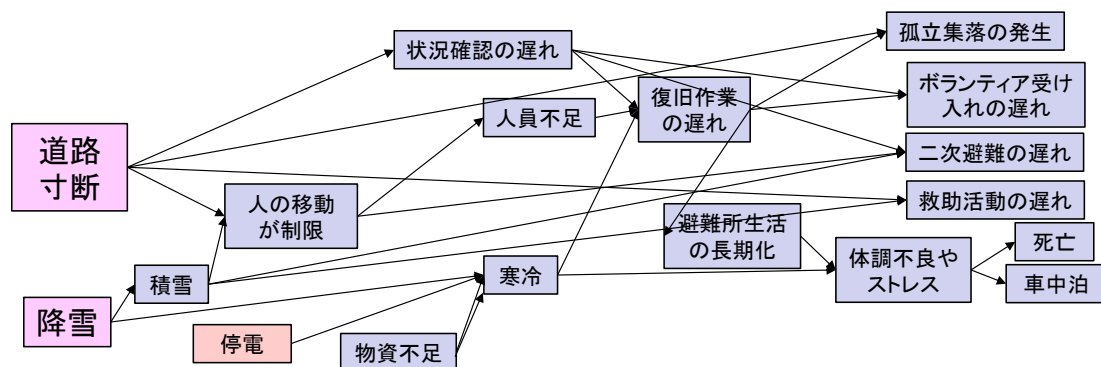 孤立集落の発生
状況確認の遅れ
ボランティア受け
入れの遅れ
復旧作業
の遅れ
人員不足
道路
寸断
二次避難の遅れ
救助活動の遅れ
人の移動
が制限
避難所生活
の長期化
死亡
体調不良や
ストレス
積雪
寒冷
車中泊
降雪
停電
物資不足